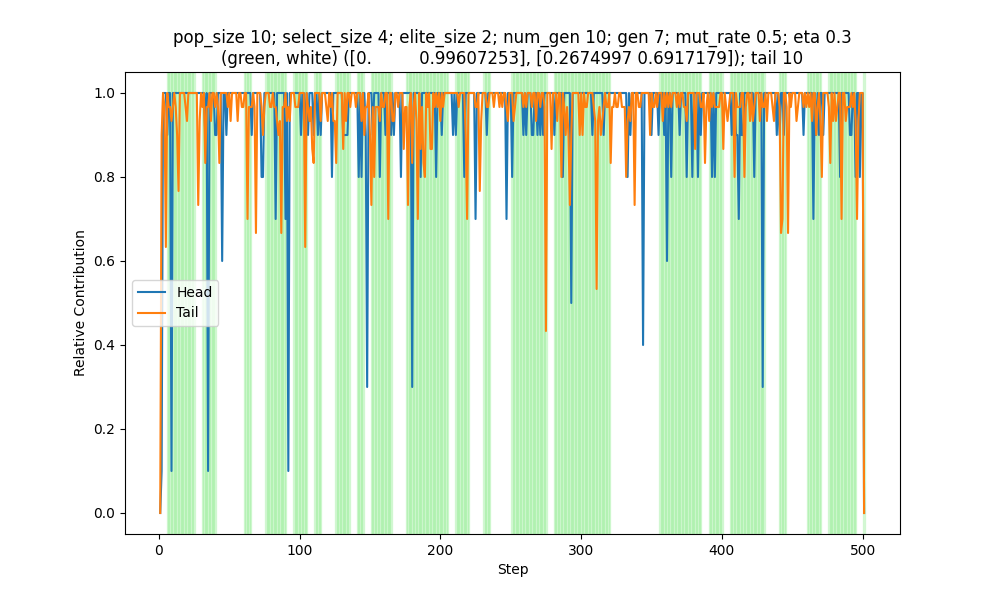 pop_size 10; select_size 4; elite_size 2; num_gen 10; gen 7; mut_rate 0.5; eta 0.3
(green, white) ([0. 0.99607253], [0.2674997 0.6917179]); tail 10
1.0
0.8
0.6
0.4
0.2
0.0
Relative Contribution
Head
Tail
0 100 200 300 400 500
Step